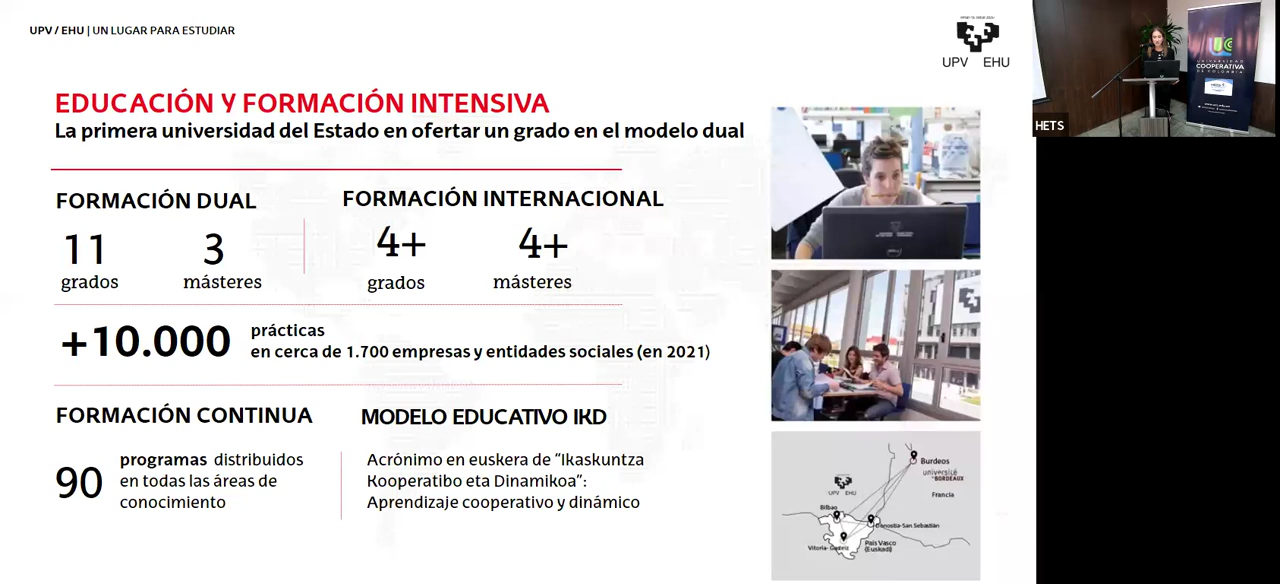 UPV / EHU | UN LUGAR PARA ESTUDIAR
UPV EHU
EDUCACIÓN Y FORMACIÓN INTENSIVA
La primera universidad del Estado en ofertar un grado en el modelo dual
FORMACIÓN DUAL
11
grados
3
másteres
FORMACIÓN INTERNACIONAL
4+
grados
4+
másteres
+10.000
prácticas
en cerca de 1.700 empresas y entidades sociales (en 2021)
FORMACIÓN CONTINUA
90
programas distribuidos
en todas las áreas de
conocimiento
MODELO EDUCATIVO IKD
Acrónimo en euskera de "Ikaskuntza
Kooperatibo eta Dinamikoa":
Aprendizaje cooperativo y dinámico
Burdeos
université
de BORDEAUX
Francia
UPV EHU
Bilbao
Donostia-San Sebastián
Vitoria-Gasteiz
País Vasco
(Euskadi)
UC
UNIVERSIDAD
COOPERATIVA
DE COLOMBIA
HETS